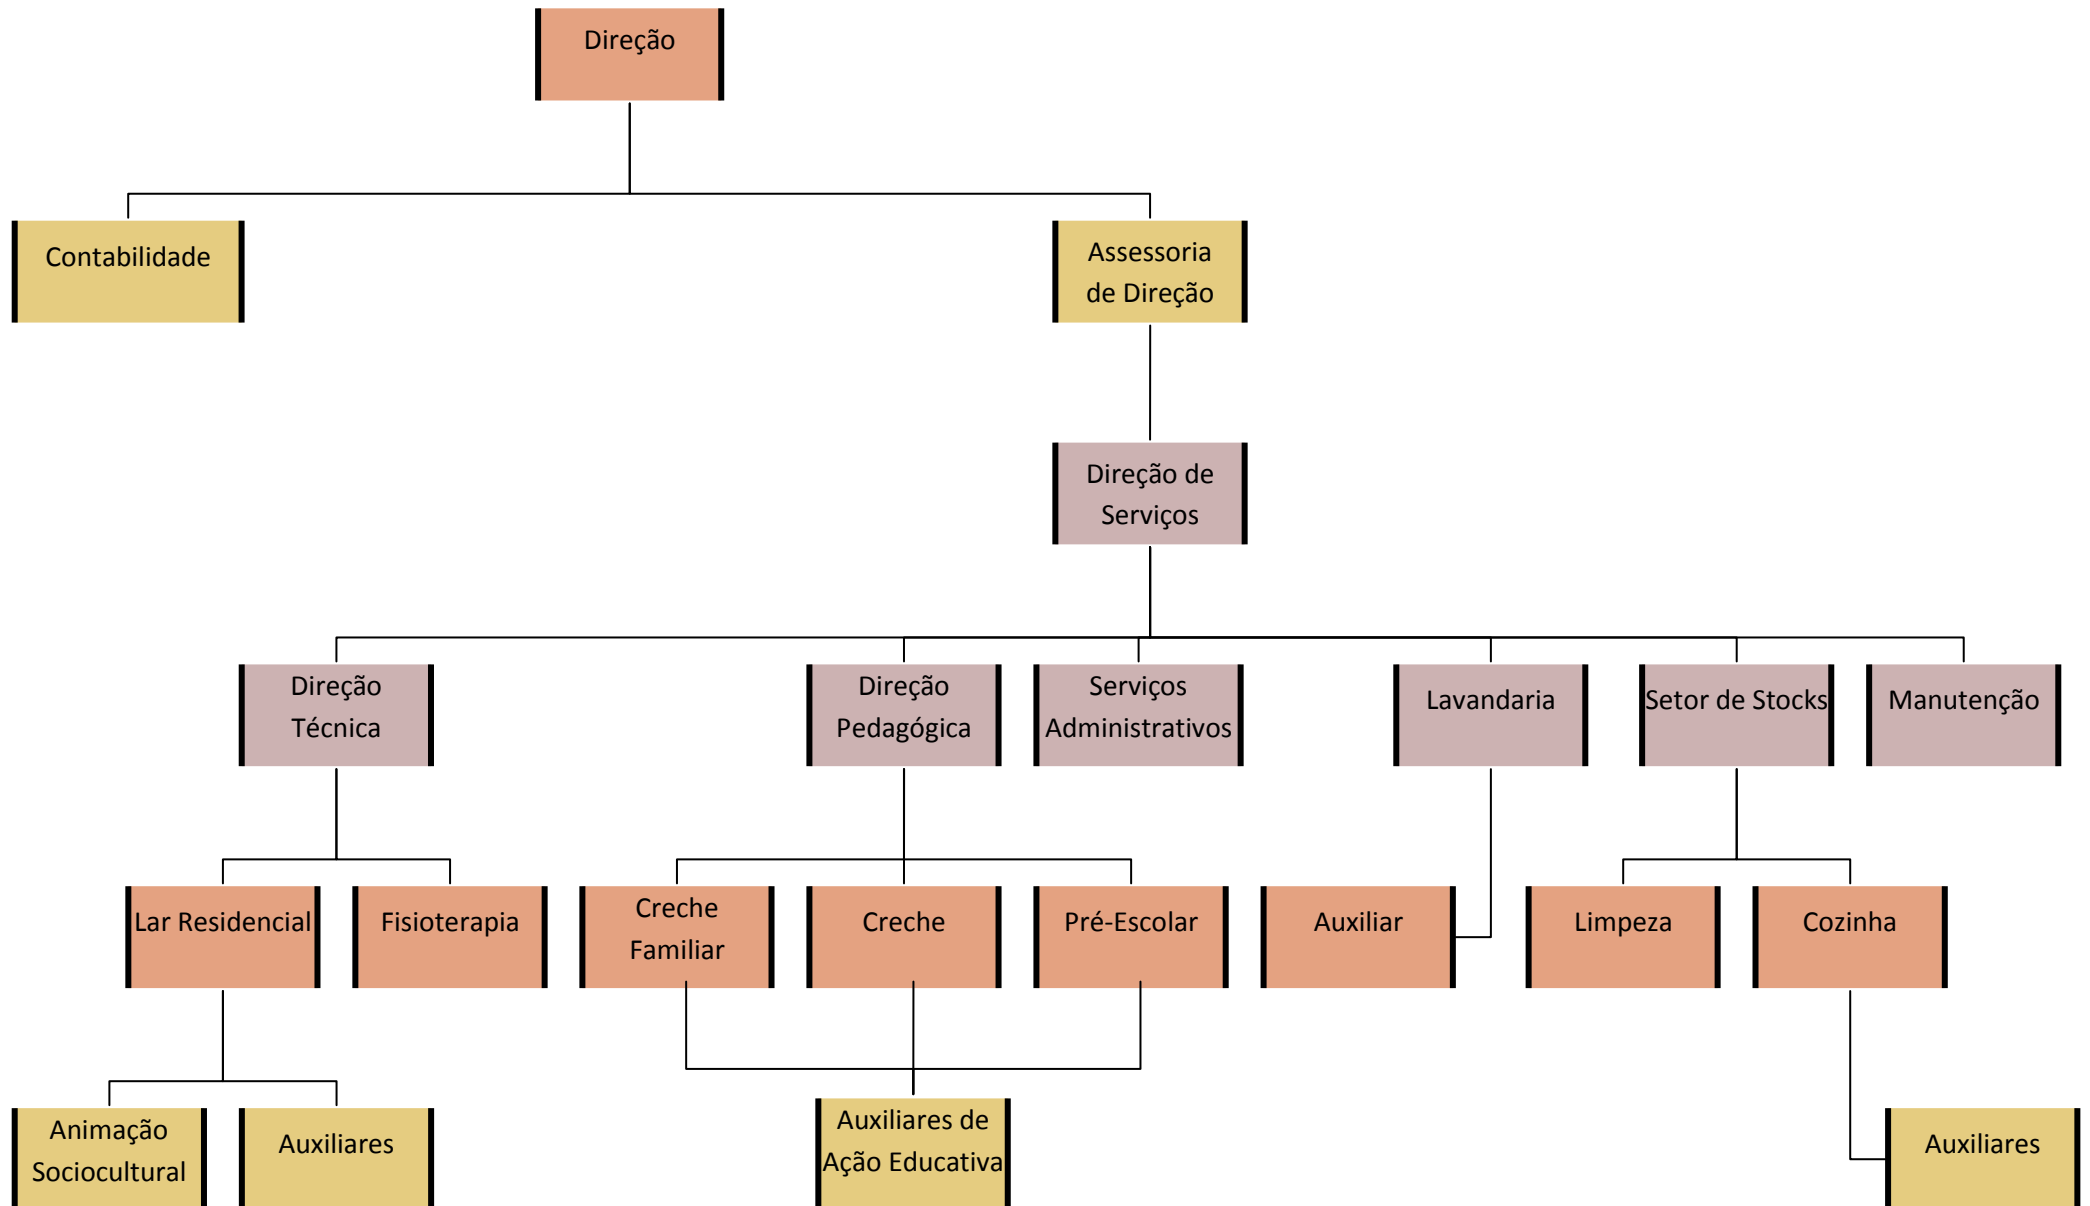 Direção
Contabilidade
Assessoria
de Direção
Direção de
Serviços
Direção
Técnica
Direção
Pedagógica
Serviços
Administrativos
Lavandaria
Setor de Stocks
Manutenção
Lar Residencial
Fisioterapia
Creche
Familiar
Creche
Pré-Escolar
Auxiliar
Limpeza
Cozinha
Animação
Sociocultural
Auxiliares
Auxiliares de
Ação Educativa
Auxiliares